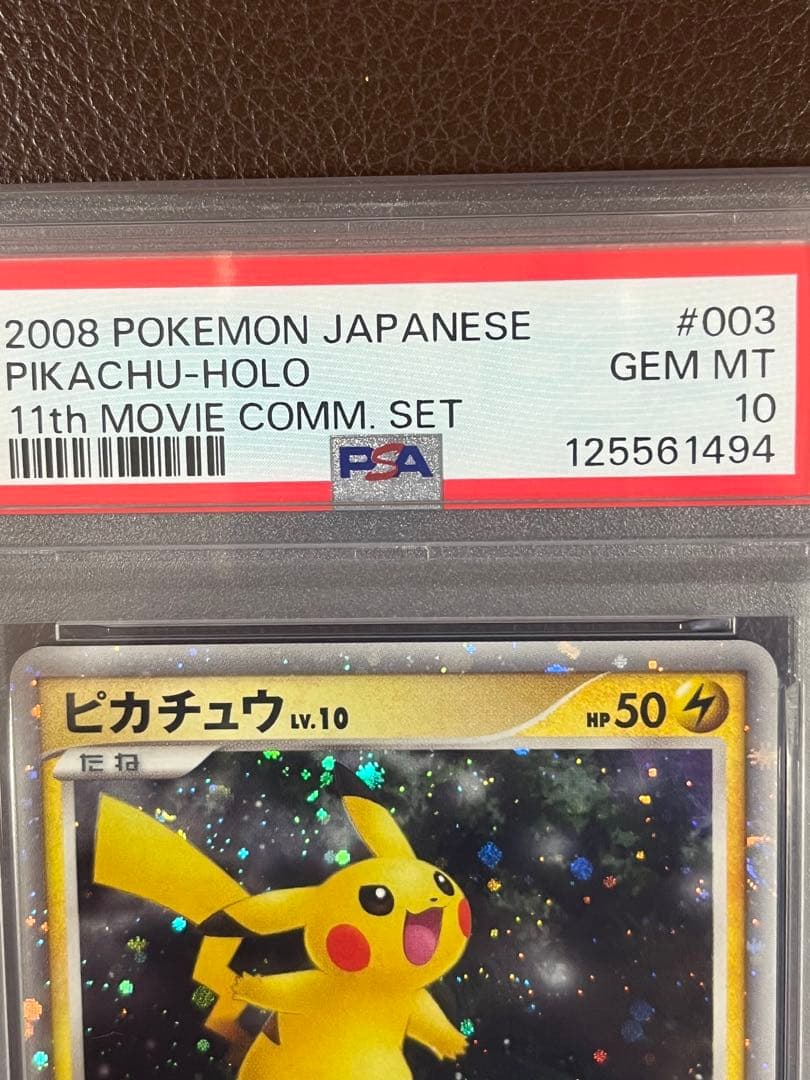 2008 POKEMON JAPANESE #003
PIKACHU-HOLO GEM MT
11th MOVIE COMM. SET 10
PSA 125561494
ピカチュウ LV.10 HP 50
たね